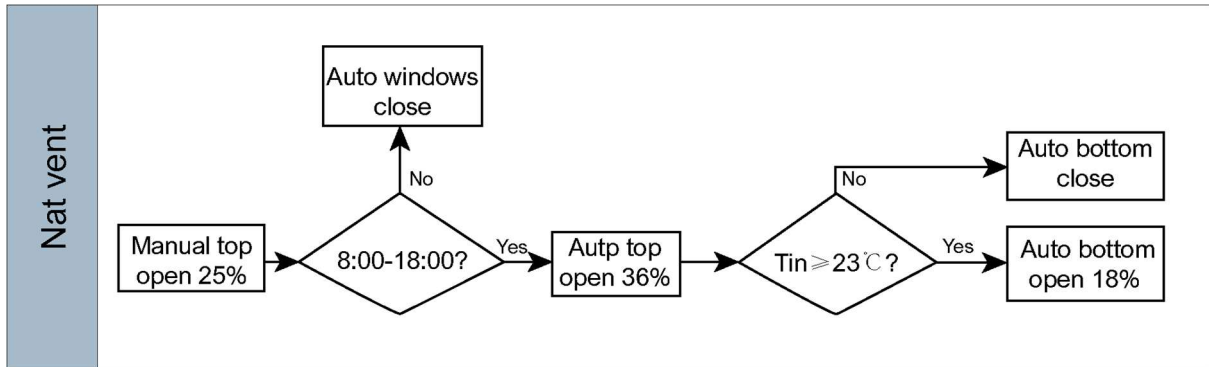 Nat vent
Manual top
open 25%
8:00-18:00?
No
Auto windows
close
Yes
Autp top
open 36%
Tin≥23℃?
No
Auto bottom
close
Yes
Auto bottom
open 18%